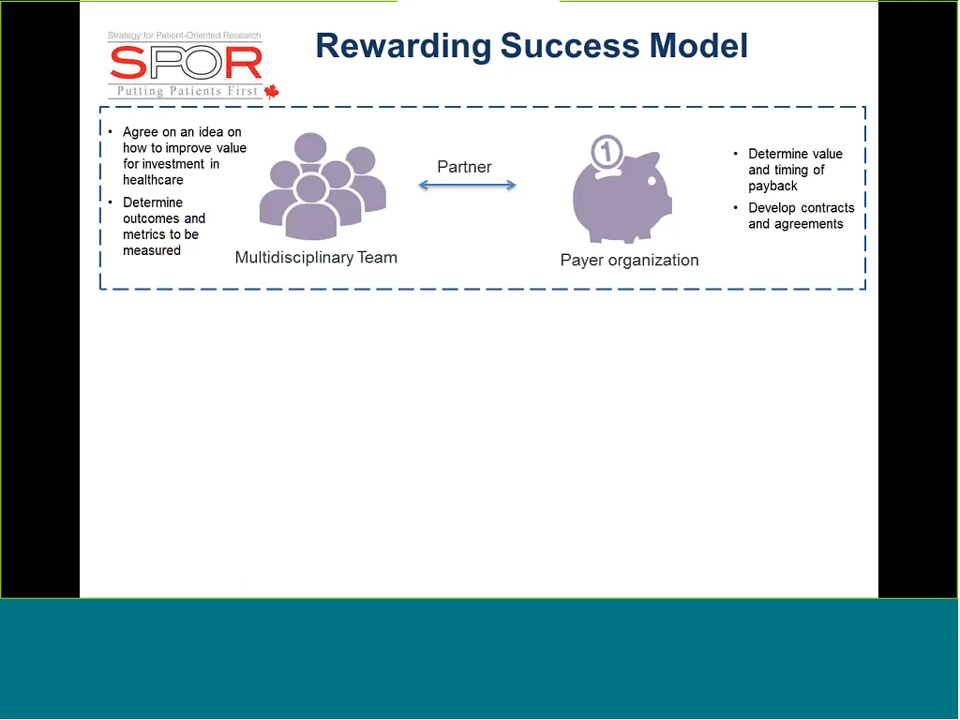 Strategy for Patient-Oriented Research
SPOR
Putting Patients First
Rewarding Success Model
• Agree on an idea on
how to improve value
for investment in
healthcare
• Determine
outcomes and
metrics to be
measured
Multidisciplinary Team
Partner
1
Payer organization
• Determine value
and timing of
payback
• Develop contracts
and agreements